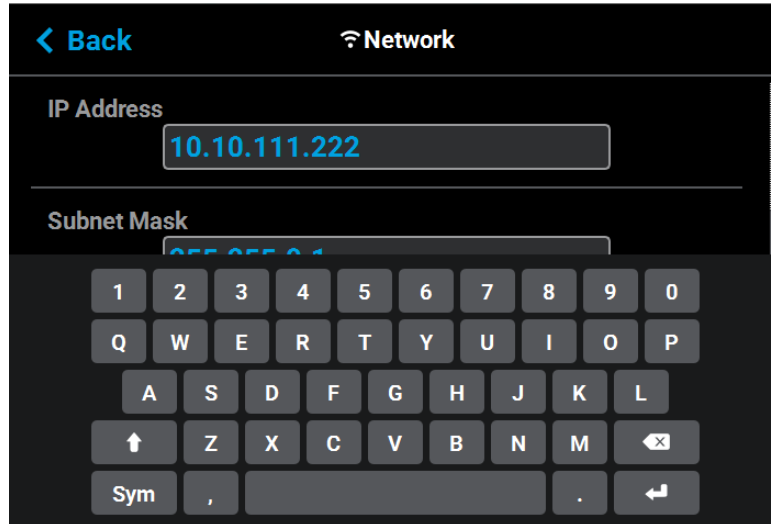 Back
Network
IP Address
10.10.111.222
Subnet Mask
1 2 3 4 5 6 7 8 9 0
Q W E R T Y U I O P
A S D F G H J K L
Z X C V B N M
Sym , .